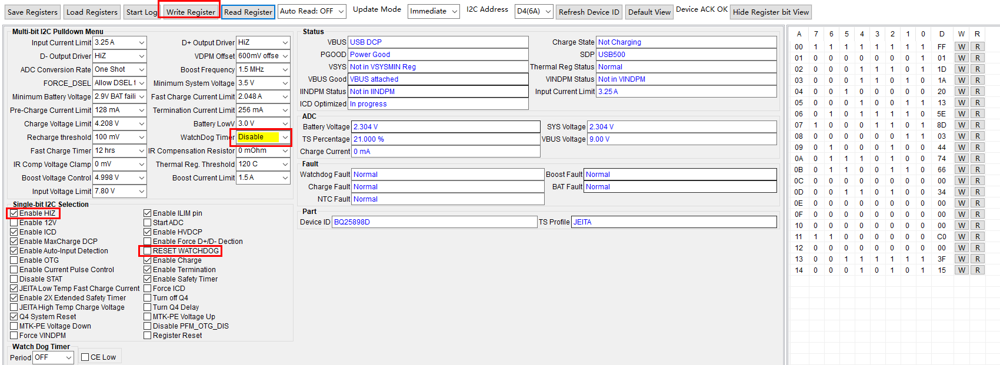 Save Registers Load Registers Start Log Write Register Read Register Auto Read: OFF Update Mode Immediate I2C Address D4(6A) Refresh Device ID Default View Device ACK OK Hide Register bit View
Multi-bit I2C Pulldown Menu
Input Current Limit 3.25 A D+ Output Driver HiZ
D- Output Driver HiZ VDPM Offset 600mV offse
ADC Conversion Rate One Shot Boost Frequency 1.5 MHz
FORCE_DSEL Allow DSEL t Minimum System Voltage 3.5 V
Minimum Battery Voltage 2.9V BAT faili Fast Charge Current Limit 2.048 A
Pre-Charge Current Limit 128 mA Termination Current Limit 256 mA
Charge Voltage Limit 4.208 V Battery LowV 3.0 V
Recharge threshold 100 mV WatchDog Timer Disable
Fast Charge Timer 12 hrs IR Compensation Resistor 0 mOhm
IR Comp Voltage Clamp 0 mV Thermal Reg. Threshold 120 C
Boost Voltage Control 4.998 V Boost Current Limit 1.5 A
Input Voltage Limit 7.80 V
Single-bit I2C Selection
Enable HIZ Enable ILIM pin
Enable 12V Start ADC
Enable ICD Enable HVDCP
Enable MaxCharge DCP Enable Force D+/D- Dection
Enable Auto-Input Detection RESET WATCHDOG
Enable OTG Enable Charge
Enable Current Pulse Control Enable Termination
Disable STAT Enable Safety Timer
JEITA Low Temp Fast Charge Current Force ICD
Enable 2X Extended Safety Timer Turn off Q4
JEITA High Temp Charge Voltage Turn Q4 Delay
Q4 System Reset MTK-PE Voltage Up
MTK-PE Voltage Down Disable PFM_OTG_DIS
Force VINDPM Register Reset
Watch Dog Timer
Period OFF CE Low
Status
VBUS USB DCP Charge State Not Charging
PGOOD Power Good SDP USB500
VSYS Not in VSYSMIN Reg Thermal Reg Status Normal
VBUS Good VBUS attached VINDPM Status Not in VINDPM
IINDPM Status Not in IINDPM Input Current Limit 3.25 A
ICD Optimized In progress
ADC
Battery Voltage 2.304 V SYS Voltage 2.304 V
TS Percentage 21.000 % VBUS Voltage 9.00 V
Charge Current 0 mA
Fault
Watchdog Fault Normal Boost Fault Normal
Charge Fault Normal BAT Fault Normal
NTC Fault Normal
Part
Device ID BQ25898D TS Profile JEITA
A 7 6 5 4 3 2 1 0 D W R
00 1 1 1 1 1 1 1 1 FF W R
01 0 0 0 0 0 0 0 1 01 W R
02 0 0 0 1 1 1 0 1 1D W R
03 0 0 0 1 1 0 1 0 1A W R
04 0 0 1 0 0 0 0 0 20 W R
05 0 0 0 1 0 0 1 1 13 W R
06 0 1 0 1 1 1 1 0 5E W R
07 1 0 0 0 1 1 0 1 8D W R
08 0 0 0 0 0 0 1 1 03 W R
09 0 1 0 0 0 1 0 0 44 W R
0A 0 1 1 1 0 1 0 0 74 W R
0B 0 1 1 0 0 1 1 0 66 W R
0C 0 0 0 0 0 0 0 0 00 W R
0D 0 0 1 1 0 1 0 0 34 W R
0E 0 0 0 0 0 0 0 0 00 W R
0F 0 0 0 0 0 0 0 0 00 W R
10 0 0 0 0 0 0 0 0 00 W R
11 1 1 0 0 0 0 0 0 C0 W R
12 0 0 0 0 0 0 0 0 00 W R
13 0 0 1 1 1 1 1 1 3F W R
14 0 0 0 1 0 1 0 1 15 W R